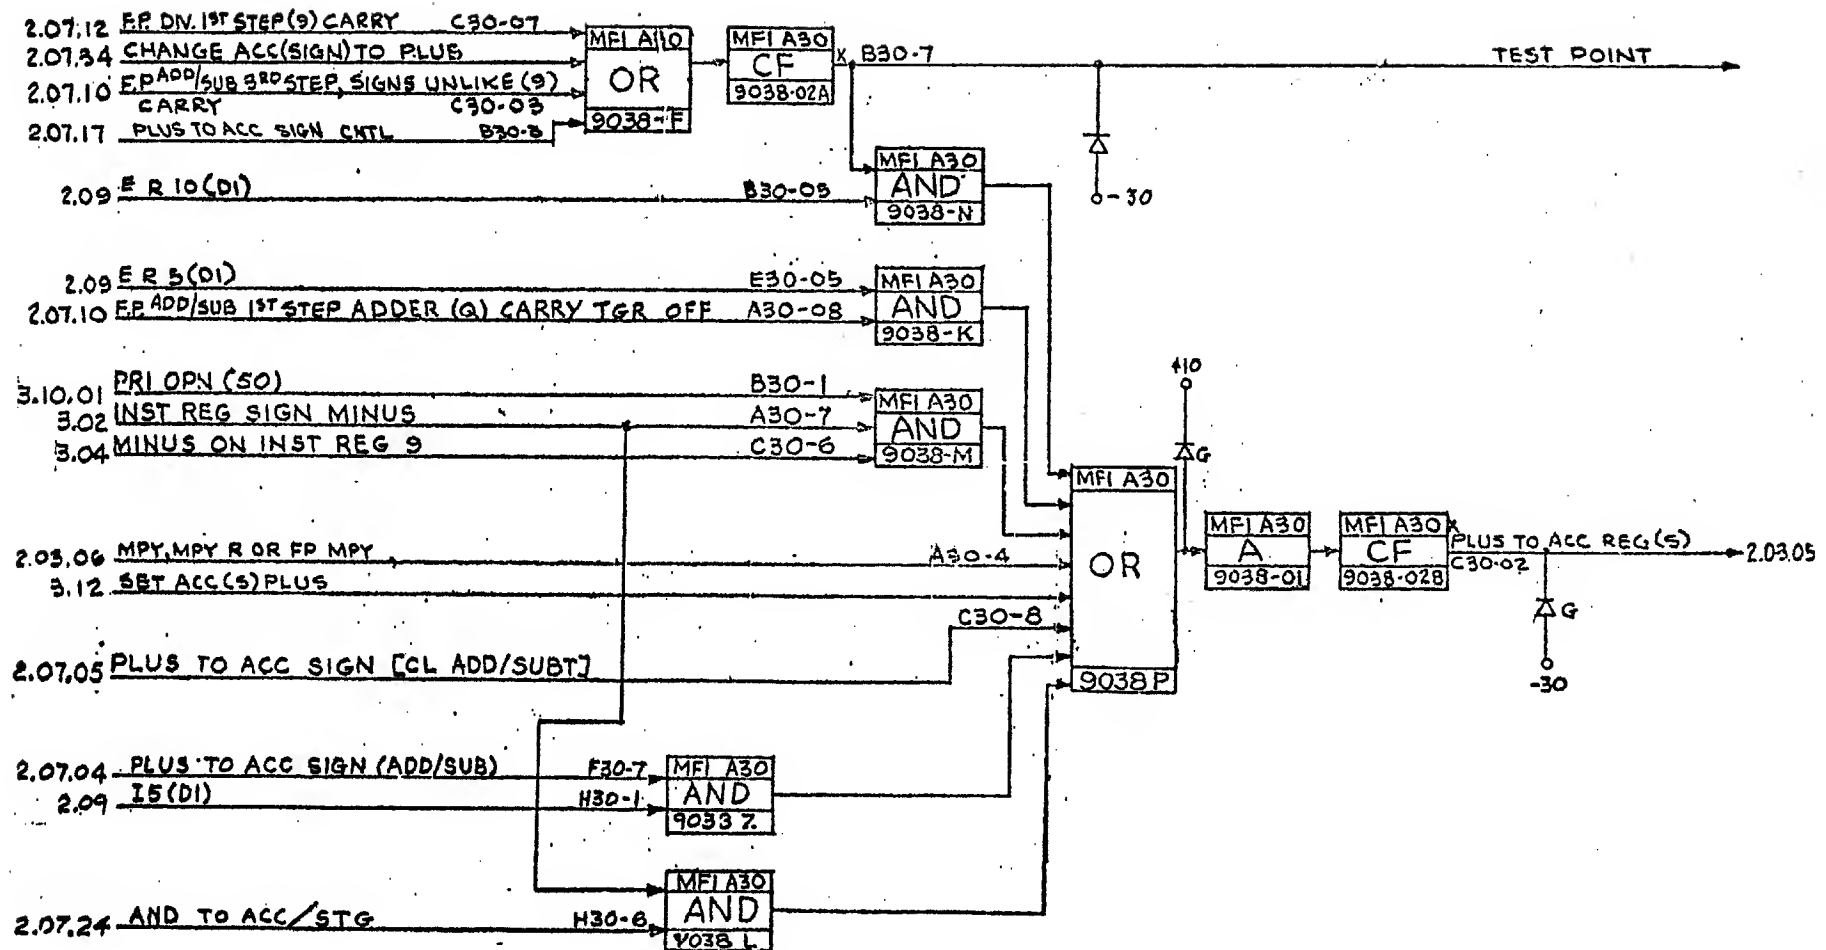 2.07.12 F.P. DIV. 1ST STEP (9) CARRY C30-07
2.07.34 CHANGE ACC(SIGN) TO PLUS
2.07.10 F.P ADD/SUB 3RD STEP, SIGNS UNLIKE (9)
CARRY C30-03
2.07.17 PLUS TO ACC SIGN CNTL B30-8
MFI A30
OR
9038-F
MFI A30
CF
9038-02A
X B30-7
TEST POINT
-30
2.09 E R 10 (D1) B30-05
MFI A30
AND
9038-N
2.09 E R 5 (D1) E30-05
2.07.10 F.P. ADD/SUB 1ST STEP ADDER (Q) CARRY TGR OFF A30-08
MFI A30
AND
9038-K
3.10.01 PRI OPN (50) B30-1
3.02 INST REG SIGN MINUS A30-7
3.04 MINUS ON INST REG 9 C30-6
MFI A30
AND
9038-M
2.03.06 MPY, MPY R OR FP MPY A30-4
3.12 SET ACC(S) PLUS
C30-8
2.07.05 PLUS TO ACC SIGN [CL ADD/SUBT]
MFI A30
OR
9038 P
+10
G
MFI A30
A
9038-01
MFI A30
CF
9038-02B
X
PLUS TO ACC REG(S)
C30-02
2.03.05
G
-30
2.07.04 PLUS TO ACC SIGN (ADD/SUB) F30-7
2.09 I5(D1) H30-1
MFI A30
AND
9033 Z
2.07.24 AND TO ACC/STG H30-6
MFI A30
AND
9038 L